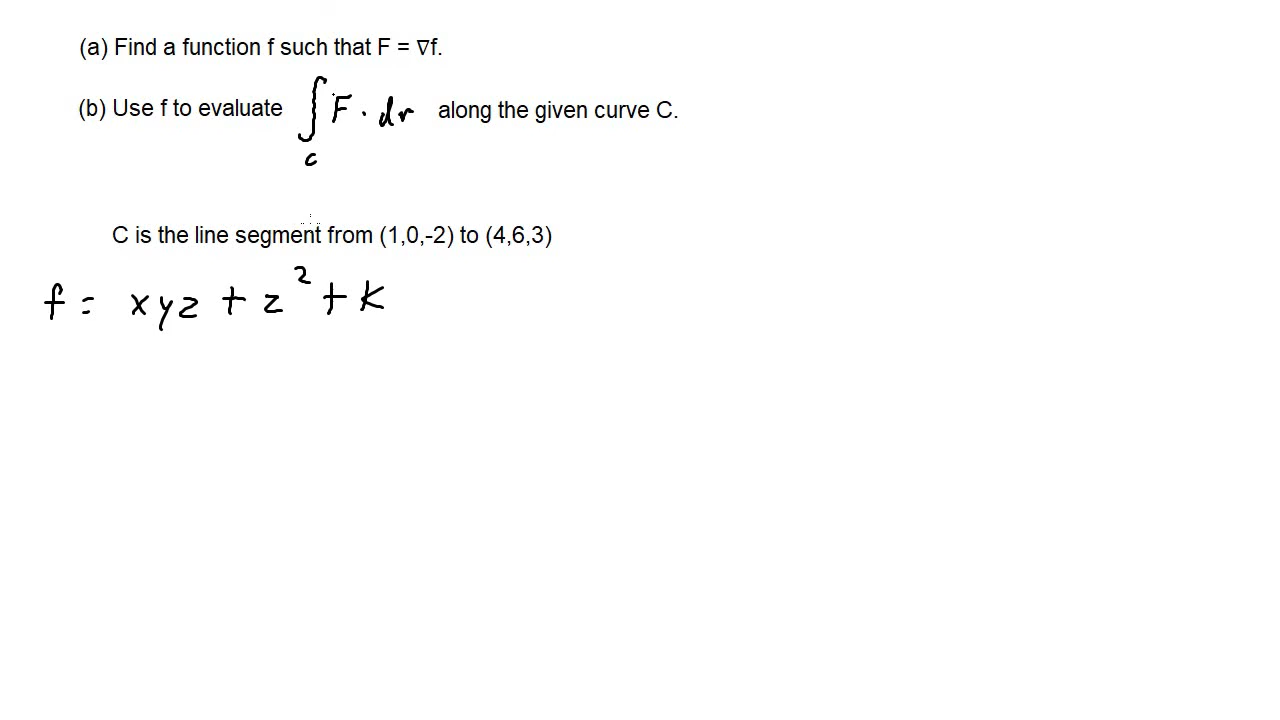 (a) Find a function f such that F = ∇f.
(b) Use f to evaluate ∫_C F · dr along the given curve C.
C is the line segment from (1,0,-2) to (4,6,3)
f = xyz + z² + K